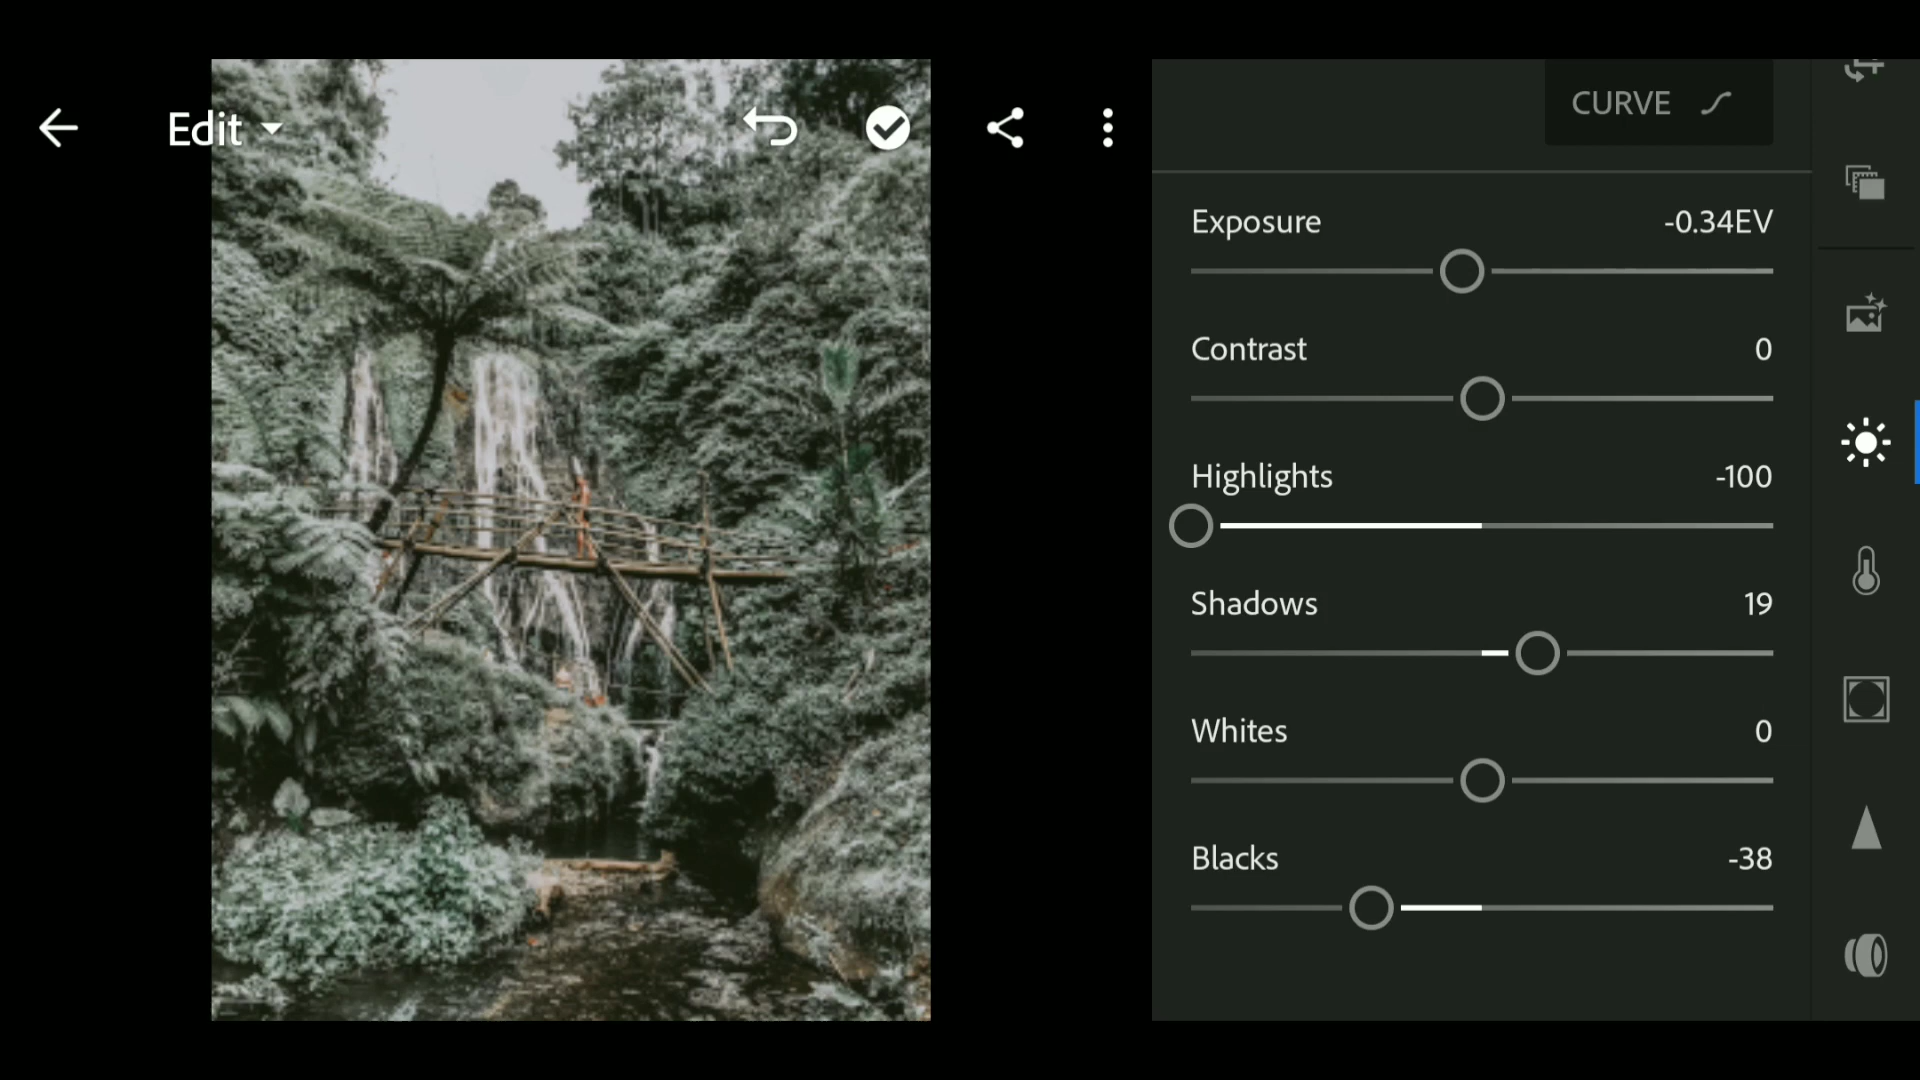 Edit
CURVE
Exposure -0.34EV
Contrast 0
Highlights -100
Shadows 19
Whites 0
Blacks -38